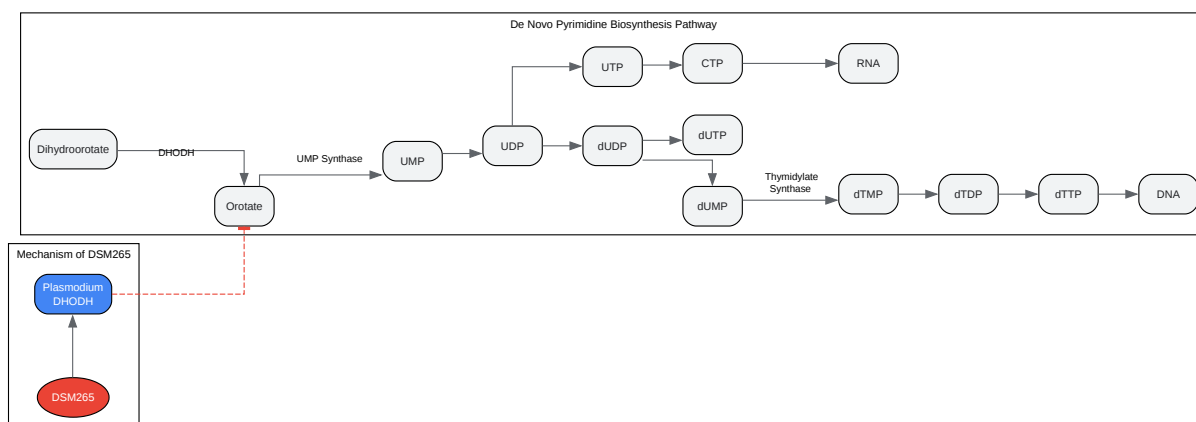 De Novo Pyrimidine Biosynthesis Pathway
UTP
CTP
RNA
Dihydroorotate
DHODH
UMP Synthase
UMP
UDP
dUDP
dUTP
Orotate
dUMP
Thymidylate
Synthase
dTMP
dTDP
dTTP
DNA
Mechanism of DSM265
Plasmodium
DHODH
DSM265